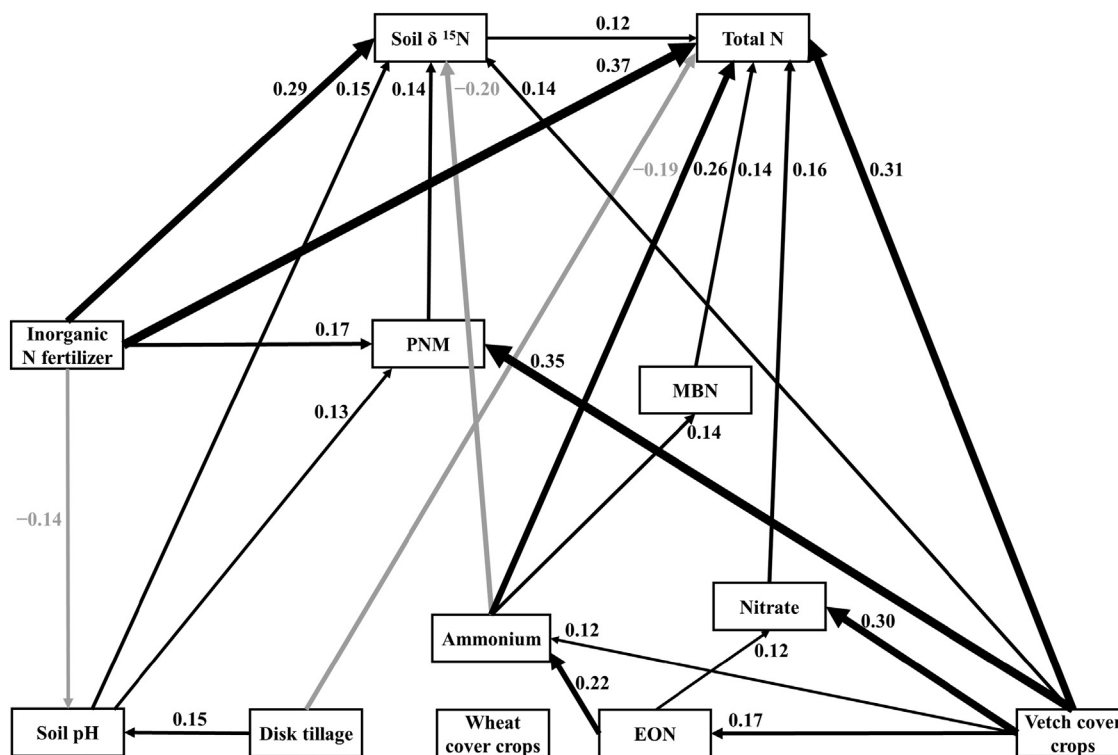 Soil δ ¹⁵N
0.12
Total N
0.29
0.15
0.14
−0.20
0.37
0.14
−0.19
0.26
0.14
0.16
0.31
Inorganic
N fertilizer
0.17
PNM
0.35
MBN
0.13
0.14
−0.14
Ammonium
0.12
Nitrate
0.30
0.12
0.22
Soil pH
0.15
Disk tillage
Wheat
cover crops
EON
0.17
Vetch cover
crops